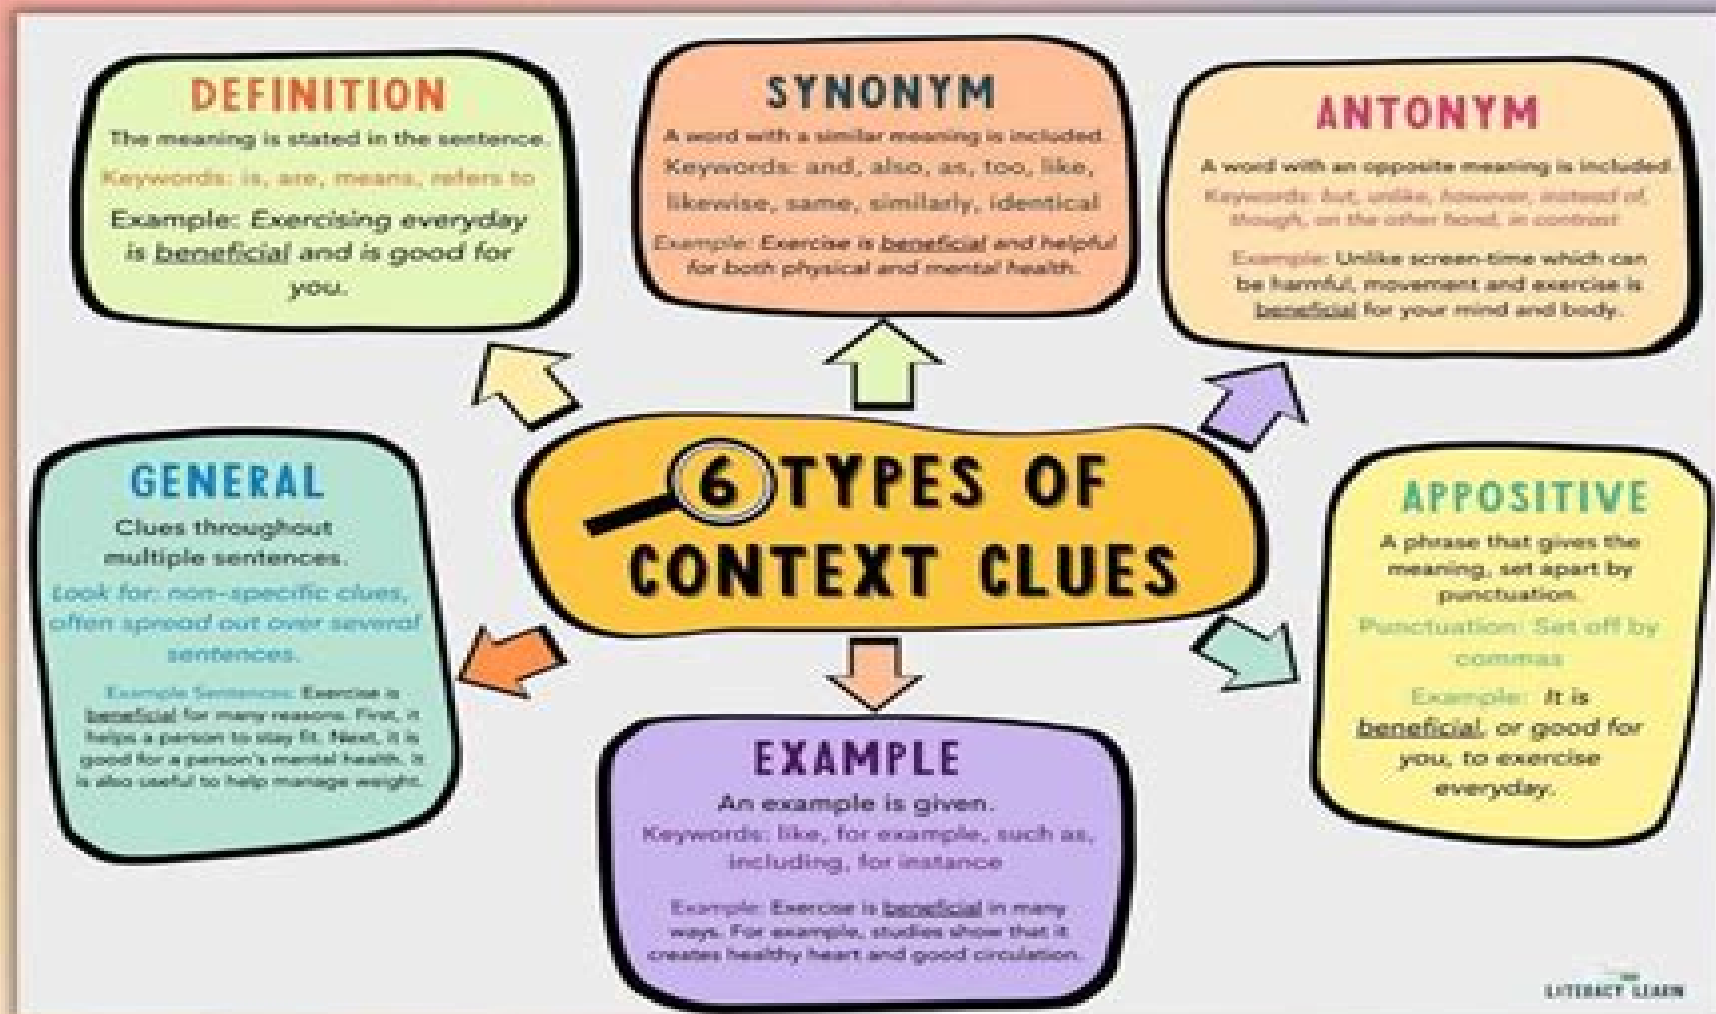 DEFINITION
The meaning is stated in the sentence.
Keywords: is, are, means, refers to
Example: Exercising everyday
is beneficial and is good for
you.
SYNONYM
A word with a similar meaning is included.
Keywords: and, also, as, too, like,
likewise, same, similarly, identical
Example: Exercise is beneficial and helpful
for both physical and mental health.
ANTONYM
A word with an opposite meaning is included
Keywords: but, unlike, however, instead of,
though, on the other hand, in contrast
Example: Unlike screen-time which can
be harmful, movement and exercise is
beneficial for your mind and body.
6 TYPES OF
CONTEXT CLUES
GENERAL
Clues throughout
multiple sentences.
Look for: non-specific clues,
often spread out over several
sentences.
Example Sentences: Exercise is
beneficial for many reasons. First, it
helps a person to stay fit. Next, it is
good for a person's mental health. It
is also useful to help manage weight.
APPOSITIVE
A phrase that gives the
meaning, set apart by
punctuation.
Punctuation: Set off by
commas
Example: It is
beneficial, or good for
you, to exercise
everyday.
EXAMPLE
An example is given.
Keywords: like, for example, such as,
including, for instance
Example: Exercise is beneficial in many
ways. For example, studies show that it
creates healthy heart and good circulation.
LITERACY LEARN